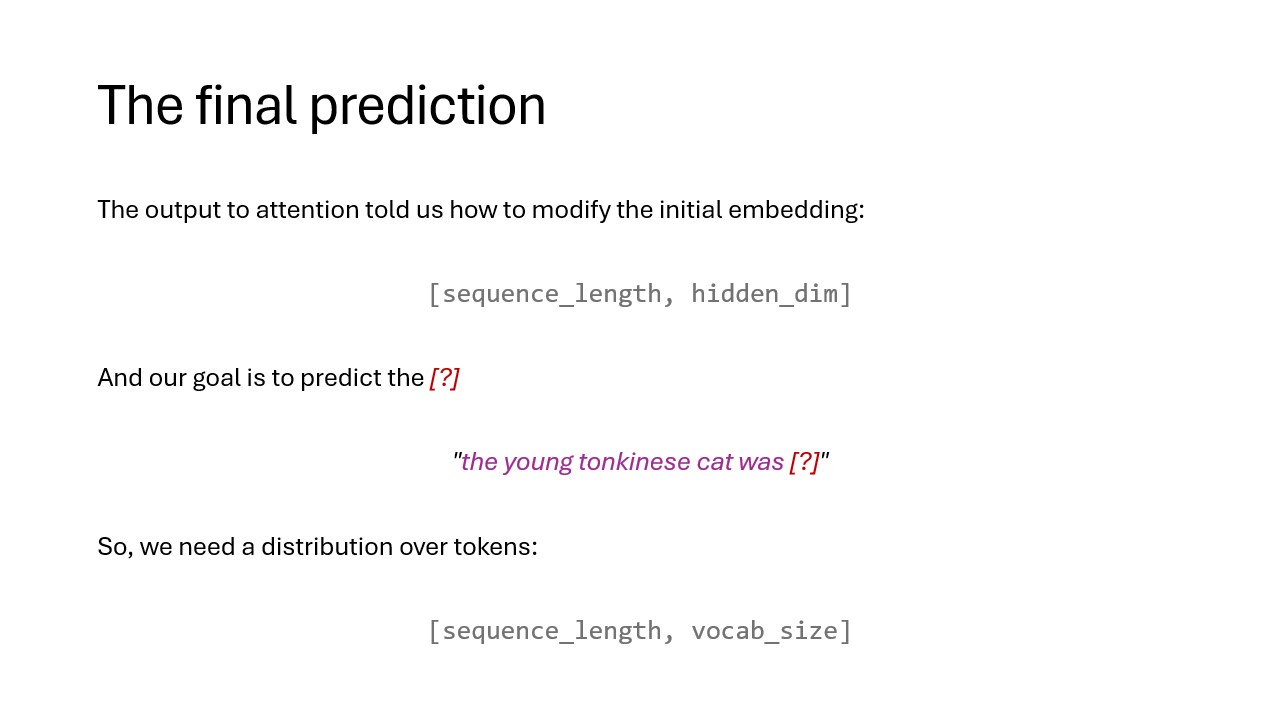 The final prediction
The output to attention told us how to modify the initial embedding:
[sequence_length, hidden_dim]
And our goal is to predict the [?]
"the young tonkinese cat was [?]"
So, we need a distribution over tokens:
[sequence_length, vocab_size]